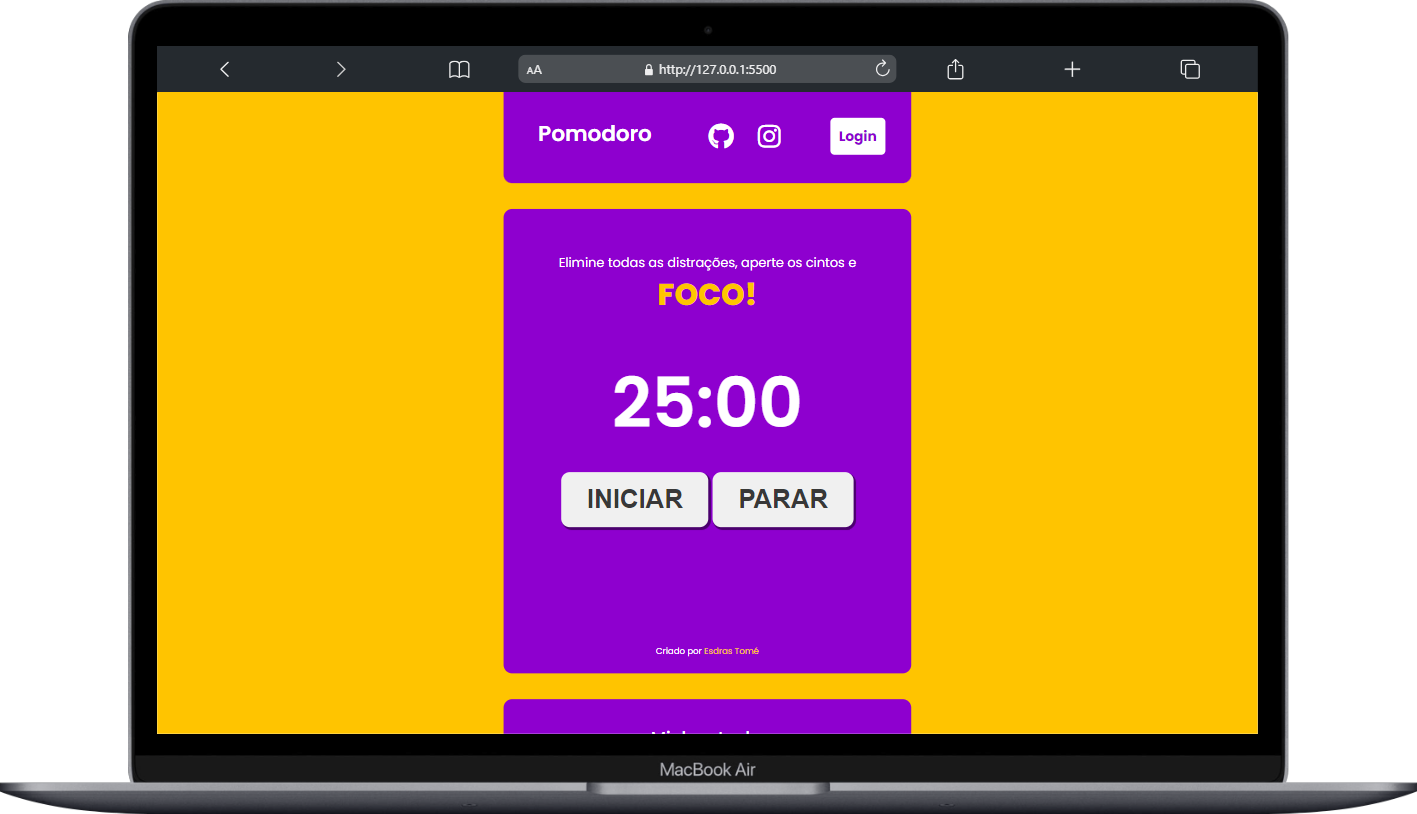 AA
http://127.0.0.1:5500
Pomodoro
Login
Elimine todas as distrações, aperte os cintos e
FOCO!
25:00
INICIAR
PARAR
Criado por Esdras Tomé
MacBook Air